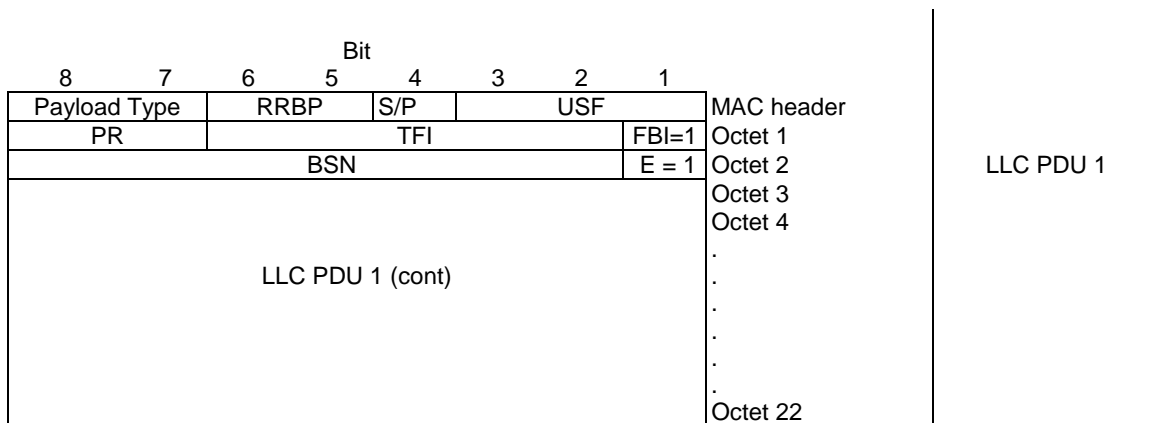 Bit
8 7 6 5 4 3 2 1
Payload Type RRBP S/P USF MAC header
PR TFI FBI=1 Octet 1
BSN E = 1 Octet 2 LLC PDU 1
Octet 3
Octet 4
.
LLC PDU 1 (cont) .
.
.
.
.
Octet 22